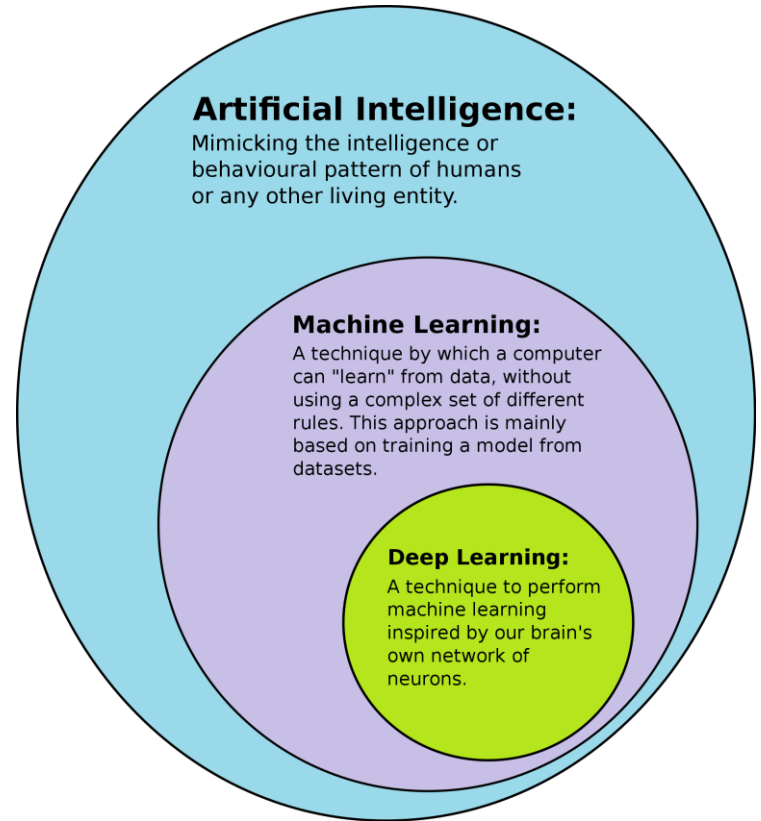 Artificial Intelligence:
Mimicking the intelligence or
behavioural pattern of humans
or any other living entity.
Machine Learning:
A technique by which a computer
can "learn" from data, without
using a complex set of different
rules. This approach is mainly
based on training a model from
datasets.
Deep Learning:
A technique to perform
machine learning
inspired by our brain's
own network of
neurons.